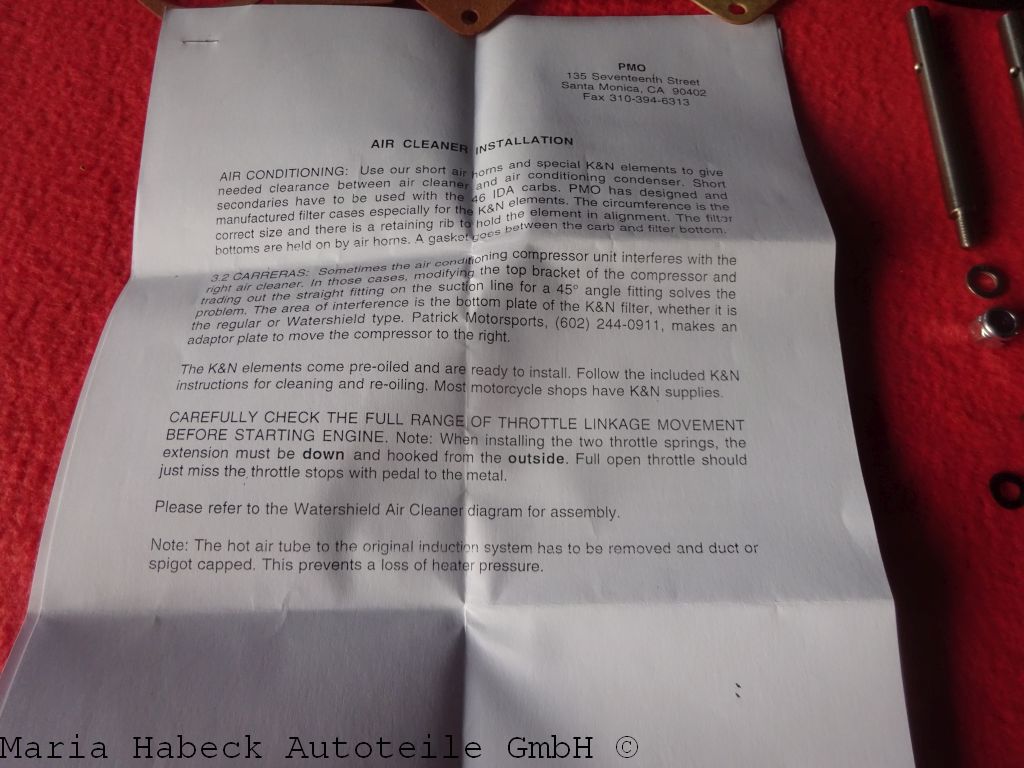 PMO
135 Seventeenth Street
Santa Monica, CA 90402
Fax 310-394-6313
AIR CLEANER INSTALLATION
AIR CONDITIONING: Use our short air horns and special K&N elements to give
needed clearance between air cleaner and air conditioning condenser. Short
secondaries have to be used with the 46 IDA carbs. PMO has designed and
manufactured filter cases especially for the K&N elements. The circumference is the
correct size and there is a retaining rib to hold the element in alignment. The filter
bottoms are held on by air horns. A gasket goes between the carb and filter bottom.
3.2 CARRERAS: Sometimes the air conditioning compressor unit interferes with the
right air cleaner. In those cases, modifying the top bracket of the compressor and
trading out the straight fitting on the suction line for a 45° angle fitting solves the
problem. The area of interference is the bottom plate of the K&N filter, whether it is
the regular or Watershield type. Patrick Motorsports, (602) 244-0911, makes an
adaptor plate to move the compressor to the right.
The K&N elements come pre-oiled and are ready to install. Follow the included K&N
instructions for cleaning and re-oiling. Most motorcycle shops have K&N supplies.
CAREFULLY CHECK THE FULL RANGE OF THROTTLE LINKAGE MOVEMENT
BEFORE STARTING ENGINE. Note: When installing the two throttle springs, the
extension must be down and hooked from the outside. Full open throttle should
just miss the throttle stops with pedal to the metal.
Please refer to the Watershield Air Cleaner diagram for assembly.
Note: The hot air tube to the original induction system has to be removed and duct or
spigot capped. This prevents a loss of heater pressure.
Maria Habeck Autoteile GmbH ©